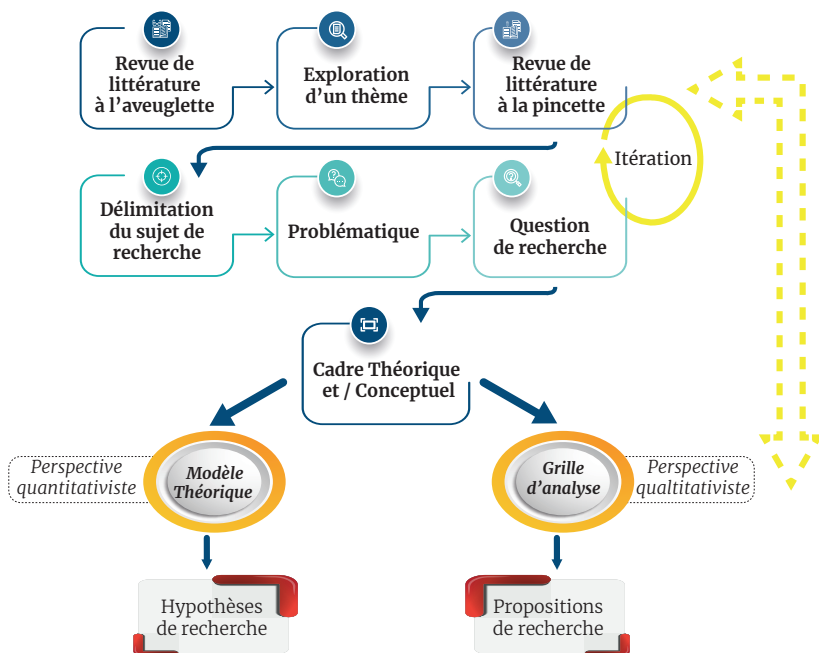 Revue de
littérature
à l'aveuglette
Exploration
d'un thème
Revue de
littérature
à la pincette
Itération
Délimitation
du sujet de
recherche
Problématique
Question
de recherche
Cadre Théorique
et / Conceptuel
Perspective
quantitativiste
Modèle
Théorique
Grille
d'analyse
Perspective
qualtitativiste
Hypothèses
de recherche
Propositions
de recherche